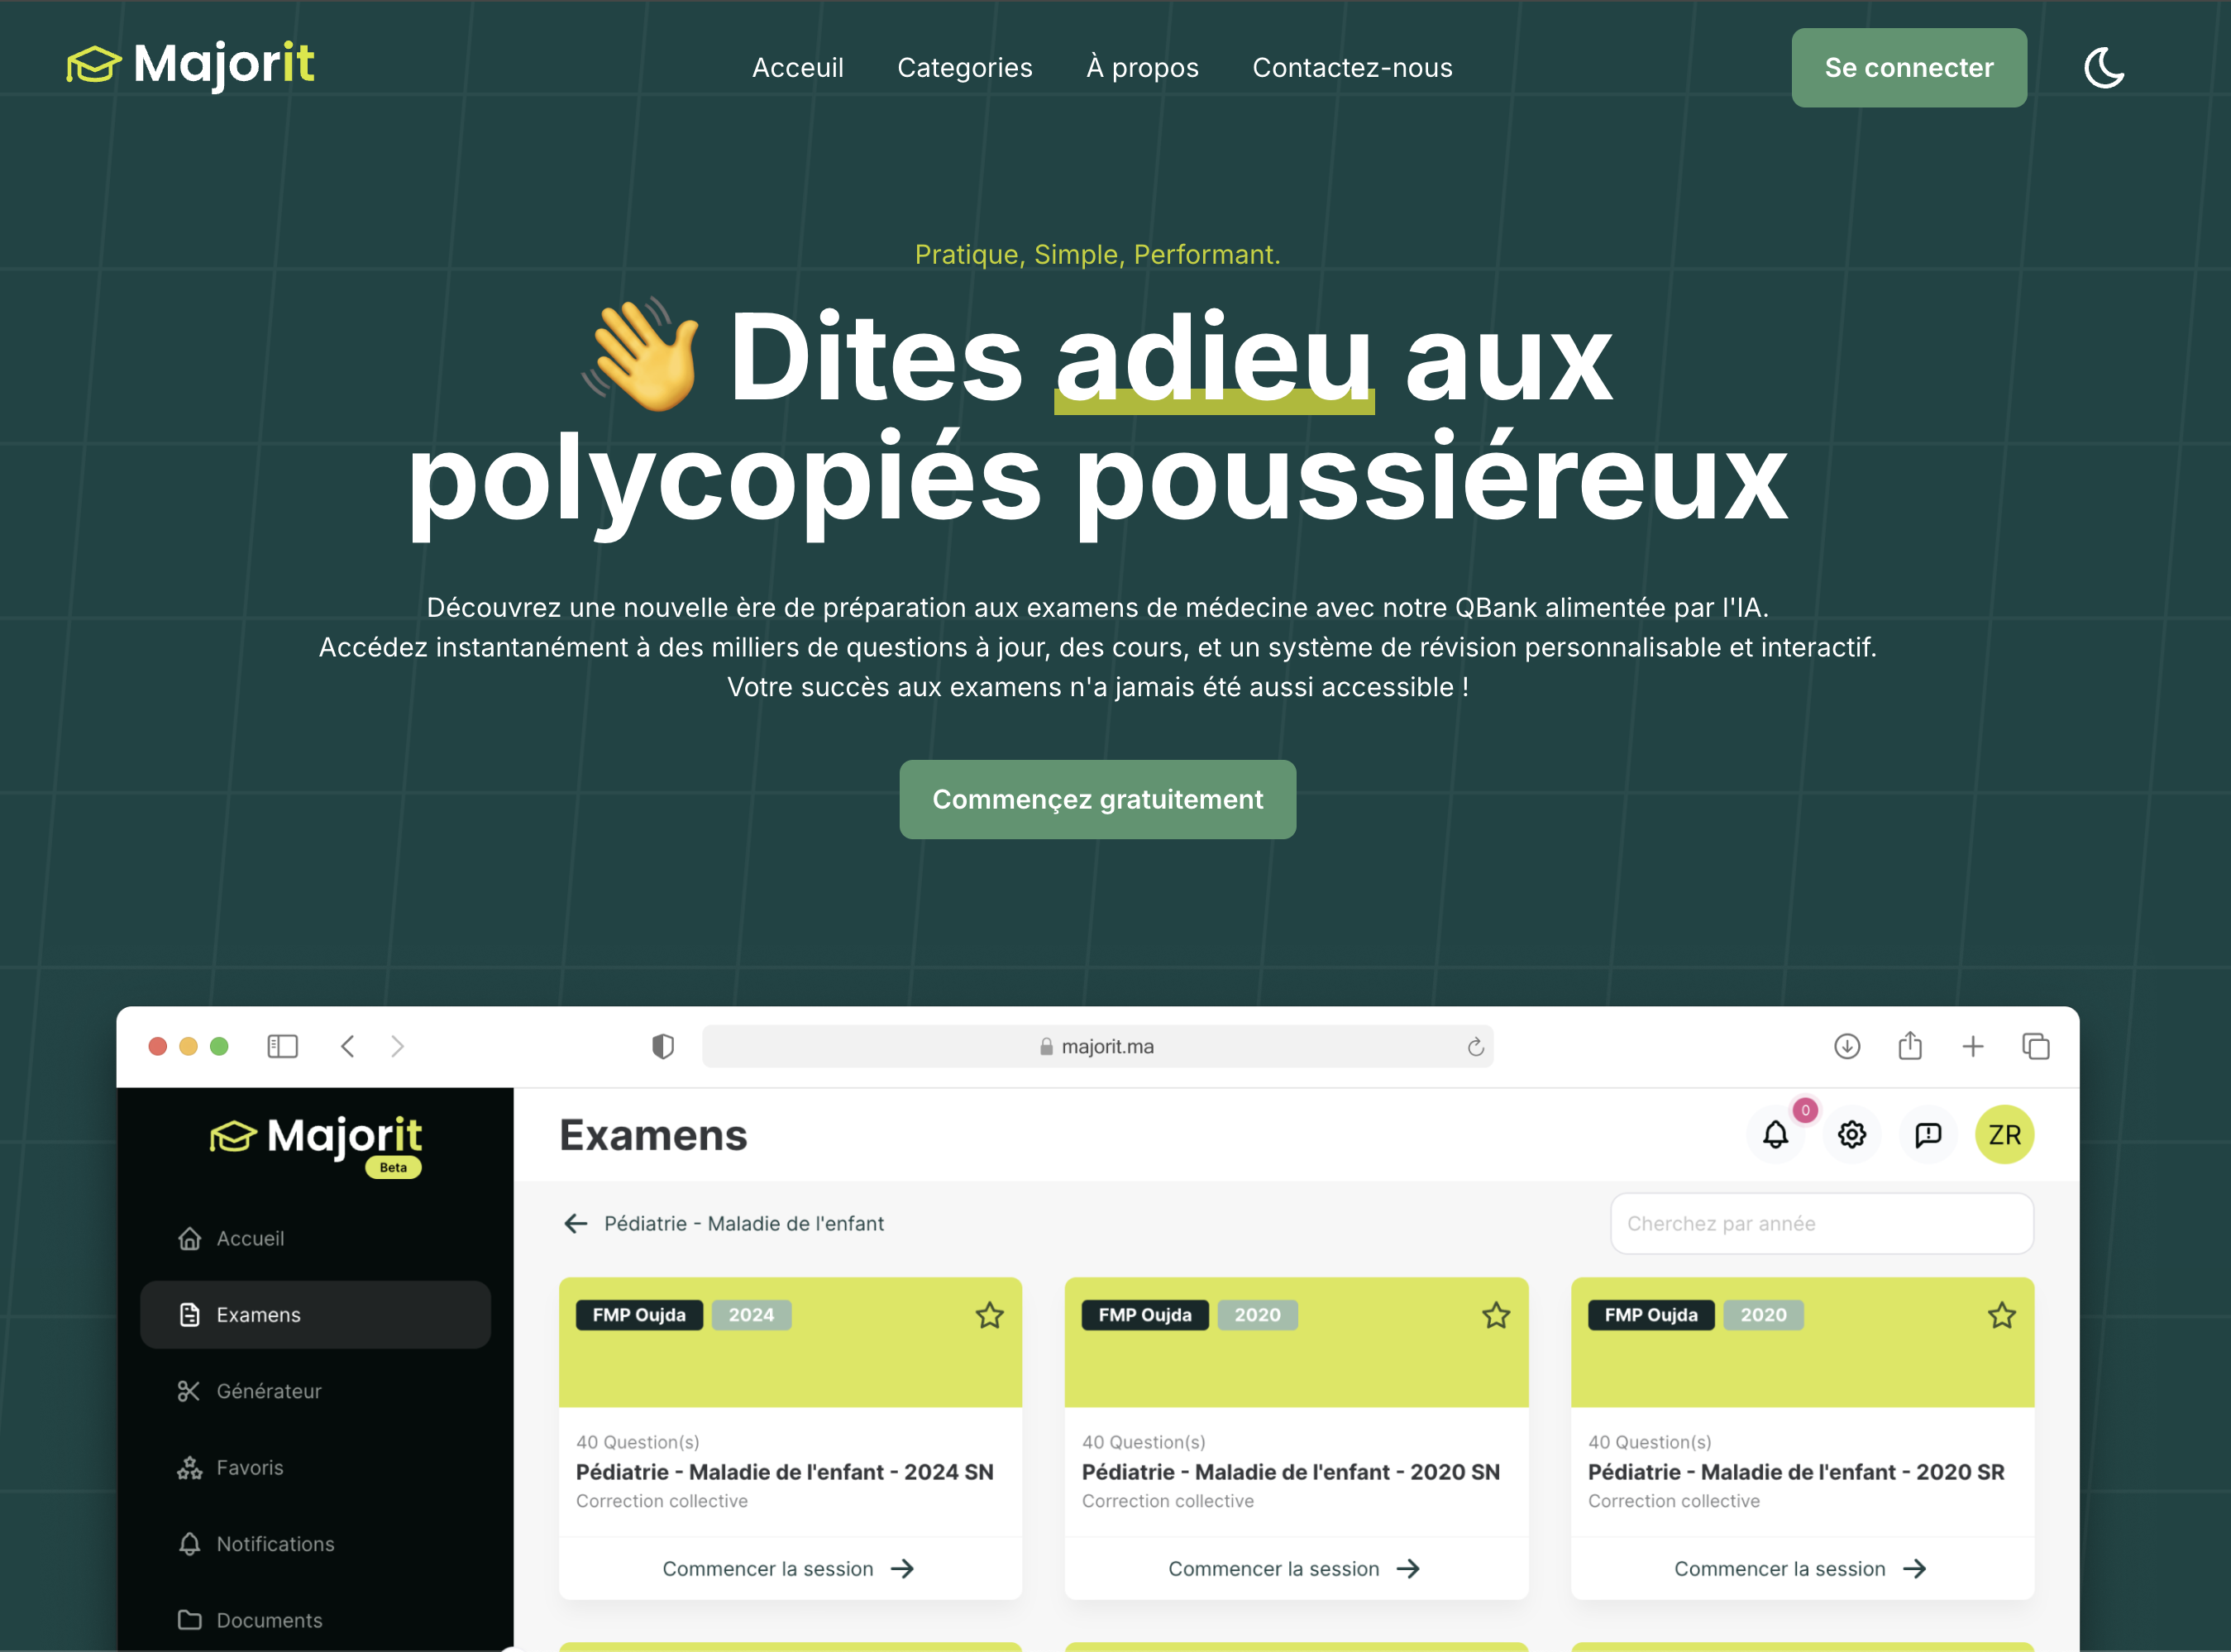 Majorit
Acceuil
Categories
À propos
Contactez-nous
Se connecter
Pratique, Simple, Performant.
👋 Dites adieu aux
polycopiés poussiéreux
Découvrez une nouvelle ère de préparation aux examens de médecine avec notre QBank alimentée par l'IA.
Accédez instantanément à des milliers de questions à jour, des cours, et un système de révision personnalisable et interactif.
Votre succès aux examens n'a jamais été aussi accessible !
Commençez gratuitement
majorit.ma
Majorit
Beta
Accueil
Examens
Générateur
Favoris
Notifications
Documents
Examens
0
ZR
Pédiatrie - Maladie de l'enfant
Cherchez par année
FMP Oujda 2024
40 Question(s)
Pédiatrie - Maladie de l'enfant - 2024 SN
Correction collective
Commencer la session
FMP Oujda 2020
40 Question(s)
Pédiatrie - Maladie de l'enfant - 2020 SN
Correction collective
Commencer la session
FMP Oujda 2020
40 Question(s)
Pédiatrie - Maladie de l'enfant - 2020 SR
Correction collective
Commencer la session